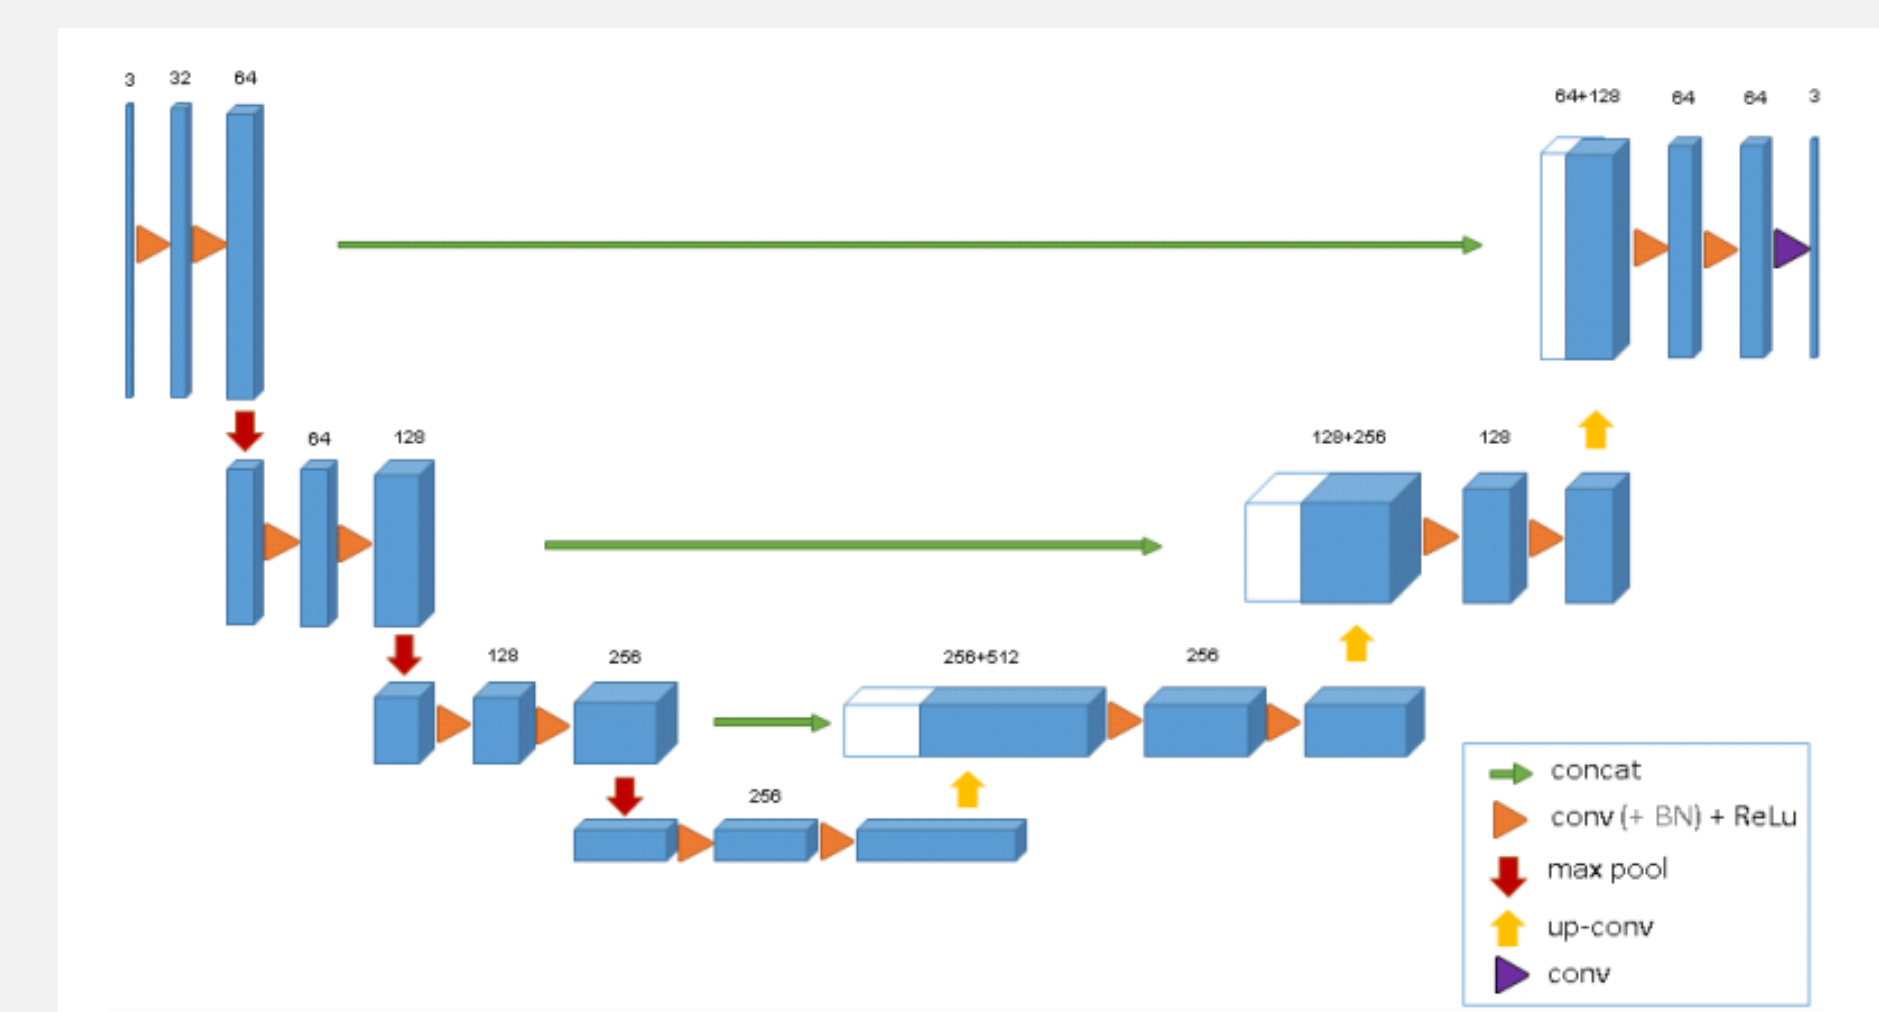 3 32 64
64+128 64 64 3
64 128
128+256 128
128 256
256+512 256
256
concat
conv (+ BN) + ReLu
max pool
up-conv
conv